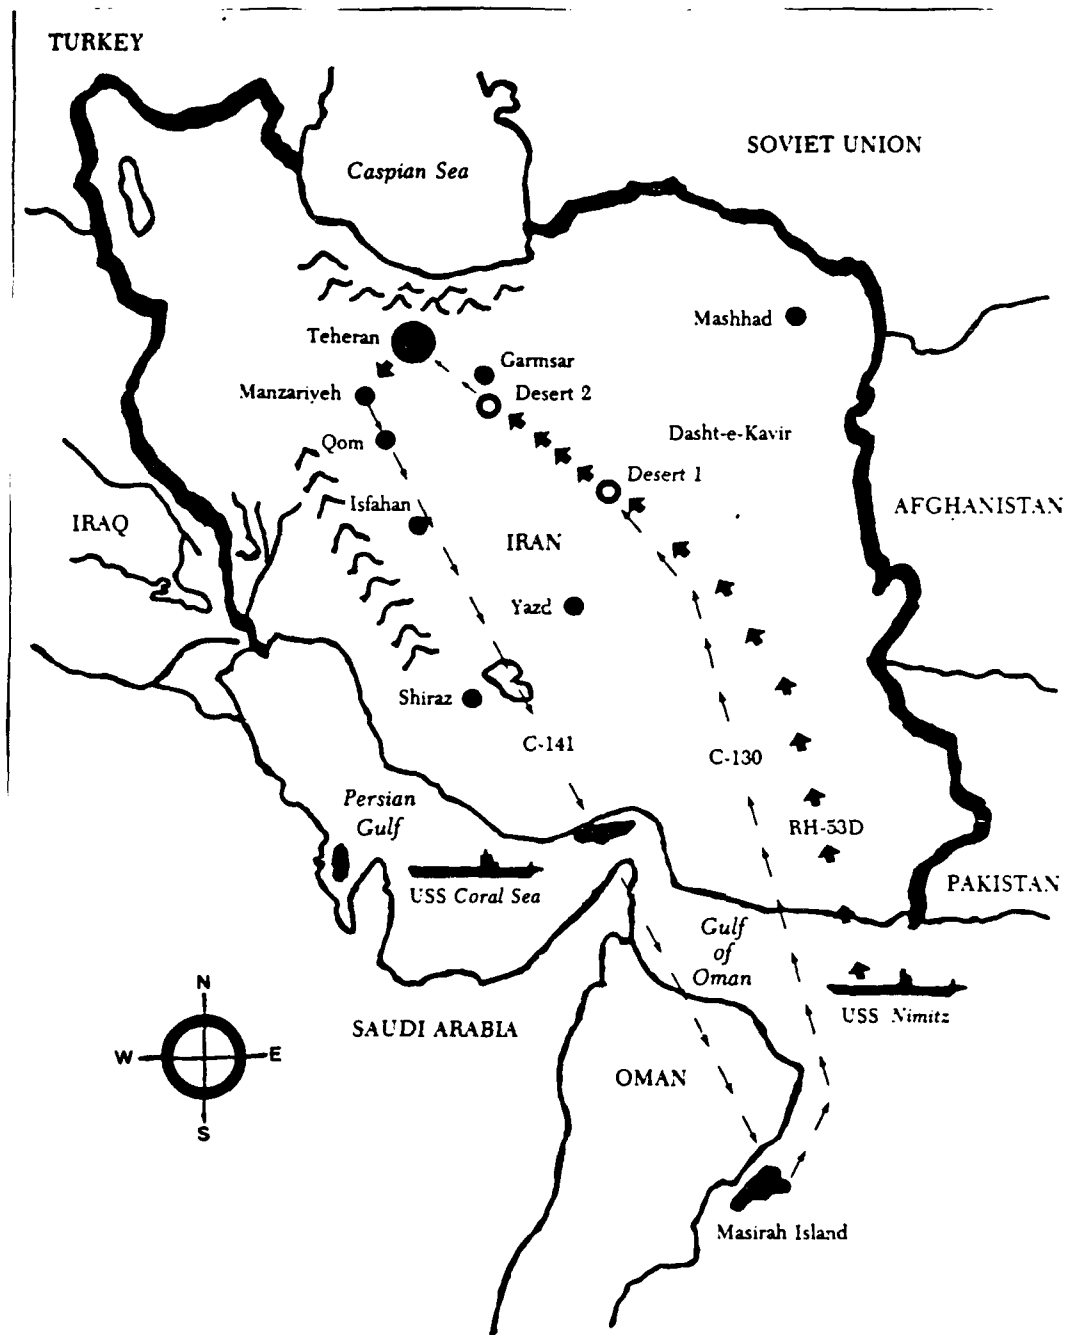 TURKEY
SOVIET UNION
Caspian Sea
Mashhad
Teheran
Garmsar
Manzariyeh
Desert 2
Qom
Dasht-e-Kavir
Desert 1
Isfahan
IRAQ
IRAN
AFGHANISTAN
Yazd
Shiraz
C-141
C-130
Persian
Gulf
RH-53D
USS Coral Sea
PAKISTAN
Gulf
of
Oman
N
W
E
S
USS Nimitz
SAUDI ARABIA
OMAN
Masirah Island